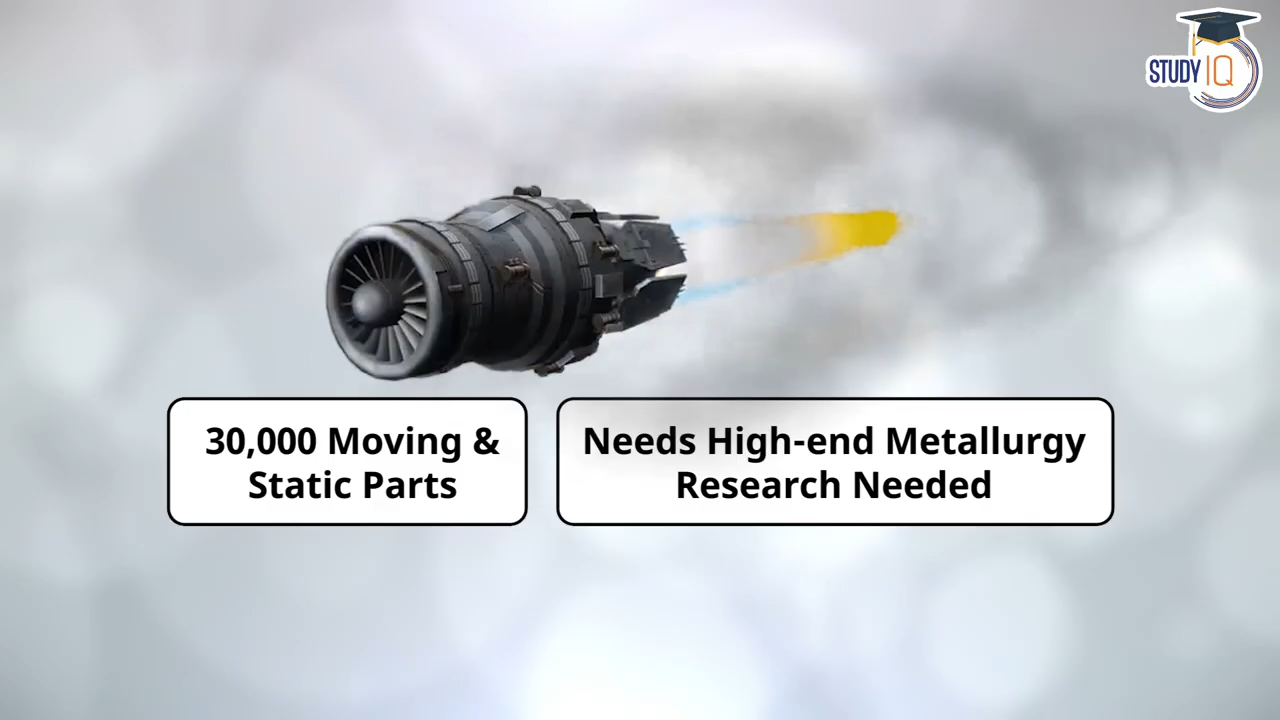 STUDY IQ
30,000 Moving &
Static Parts
Needs High-end Metallurgy
Research Needed